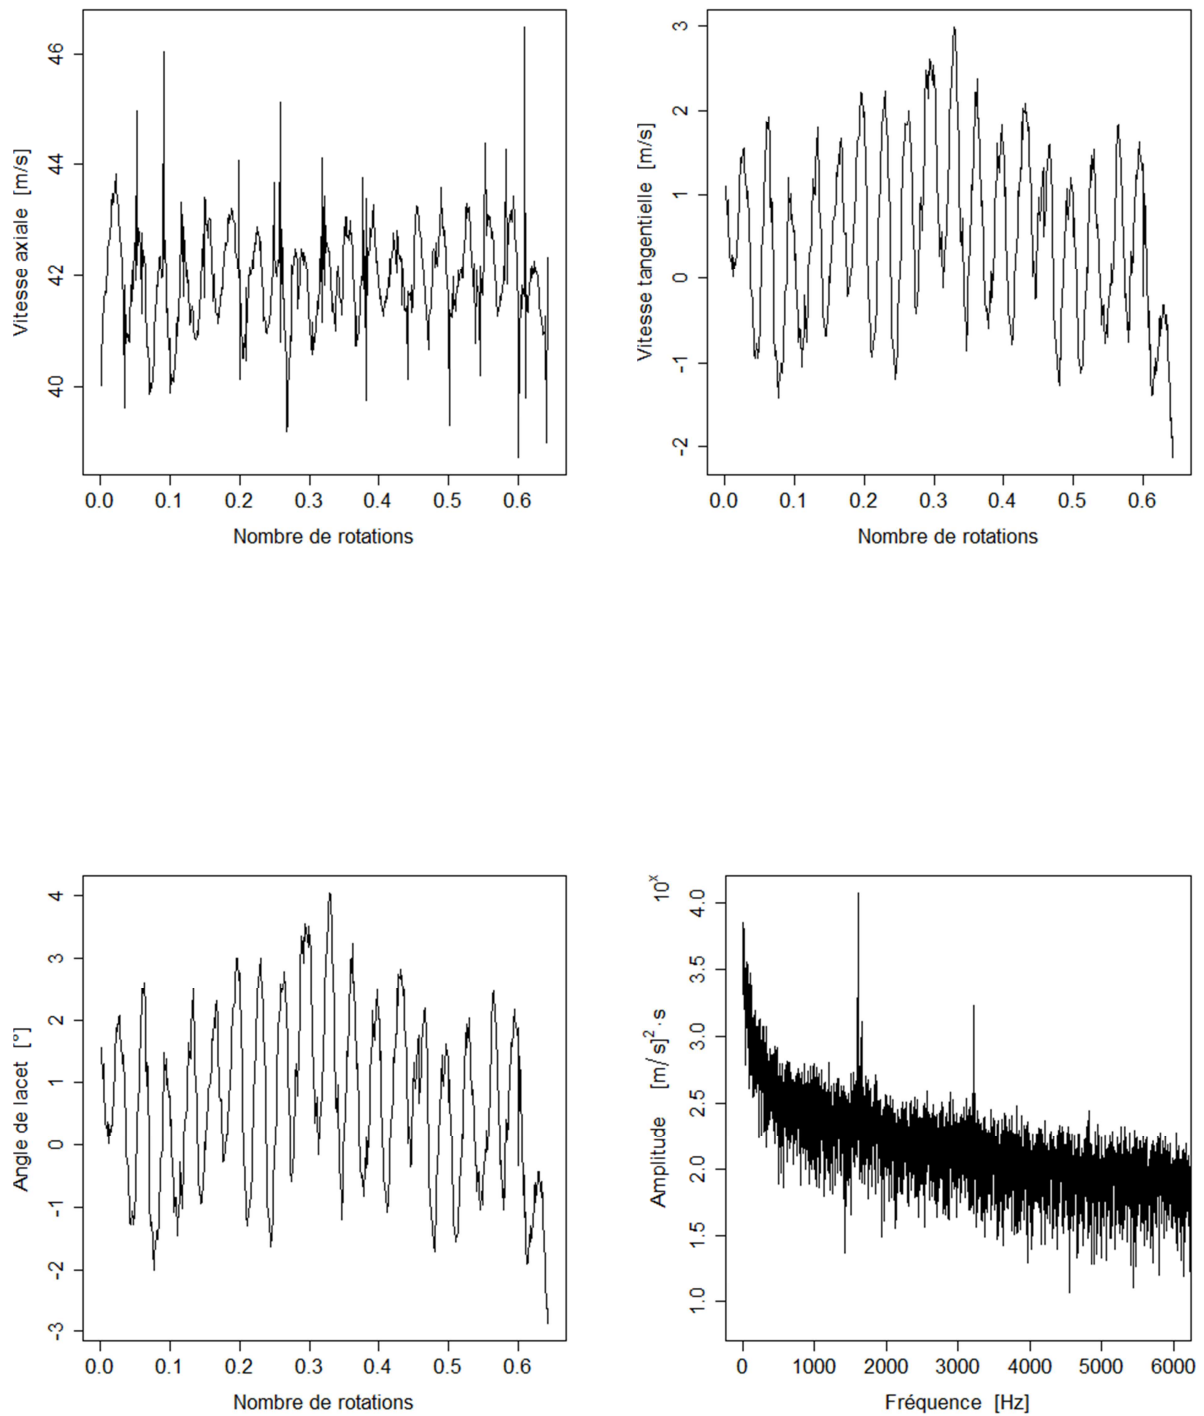 Vitesse axiale [m/s]
46
44
42
40
0.0 0.1 0.2 0.3 0.4 0.5 0.6
Nombre de rotations
Vitesse tangentielle [m/s]
3
2
1
0
-1
-2
0.0 0.1 0.2 0.3 0.4 0.5 0.6
Nombre de rotations
Angle de lacet [°]
4
3
2
1
0
-1
-2
-3
0.0 0.1 0.2 0.3 0.4 0.5 0.6
Nombre de rotations
Amplitude [m/s]²·s 10ˣ
4.0
3.5
3.0
2.5
2.0
1.5
1.0
0 1000 2000 3000 4000 5000 6000
Fréquence [Hz]